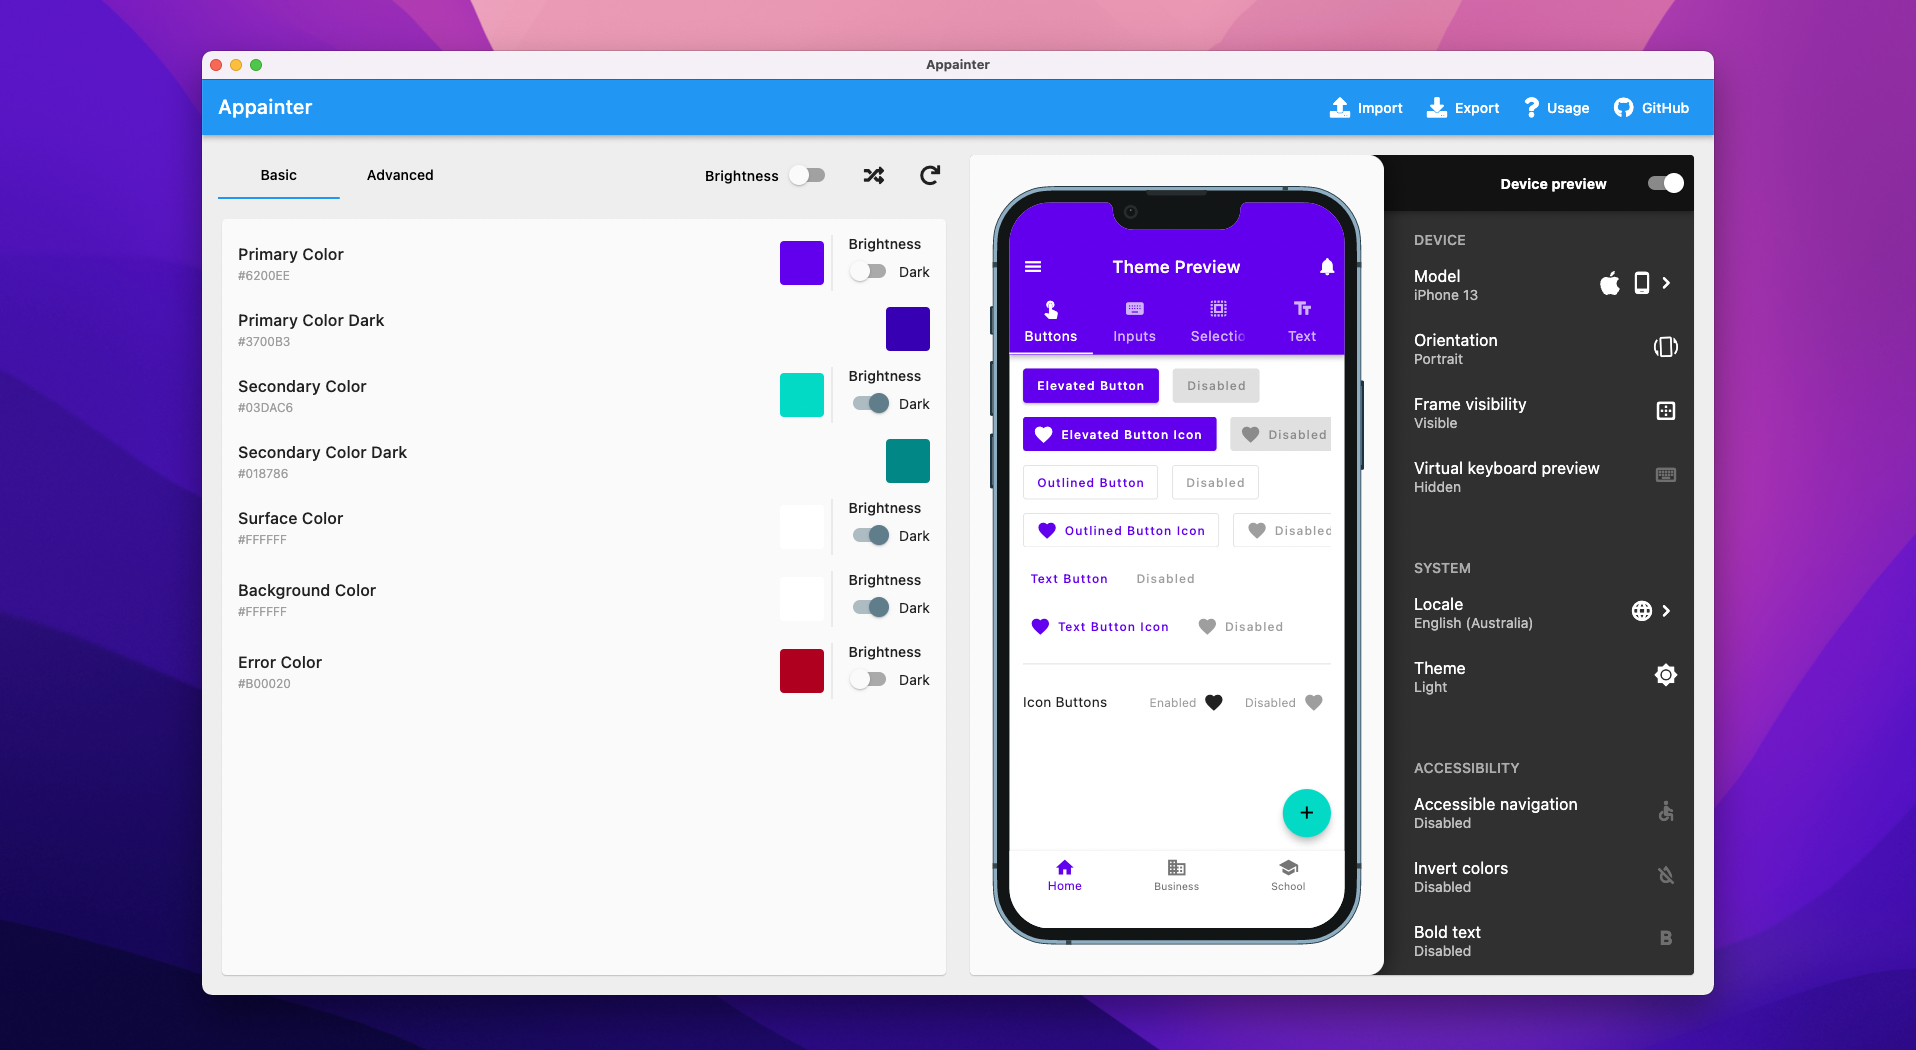 Appainter
Appainter
Import
Export
Usage
GitHub
Basic
Advanced
Brightness
Primary Color
#6200EE
Brightness
Dark
Primary Color Dark
#3700B3
Secondary Color
#03DAC6
Brightness
Dark
Secondary Color Dark
#018786
Surface Color
#FFFFFF
Brightness
Dark
Background Color
#FFFFFF
Brightness
Dark
Error Color
#B00020
Brightness
Dark
Theme Preview
Buttons
Inputs
Selectio
Text
Elevated Button
Disabled
Elevated Button Icon
Disabled
Outlined Button
Disabled
Outlined Button Icon
Disabled
Text Button
Disabled
Text Button Icon
Disabled
Icon Buttons
Enabled
Disabled
Home
Business
School
Device preview
DEVICE
Model
iPhone 13
Orientation
Portrait
Frame visibility
Visible
Virtual keyboard preview
Hidden
SYSTEM
Locale
English (Australia)
Theme
Light
ACCESSIBILITY
Accessible navigation
Disabled
Invert colors
Disabled
Bold text
Disabled